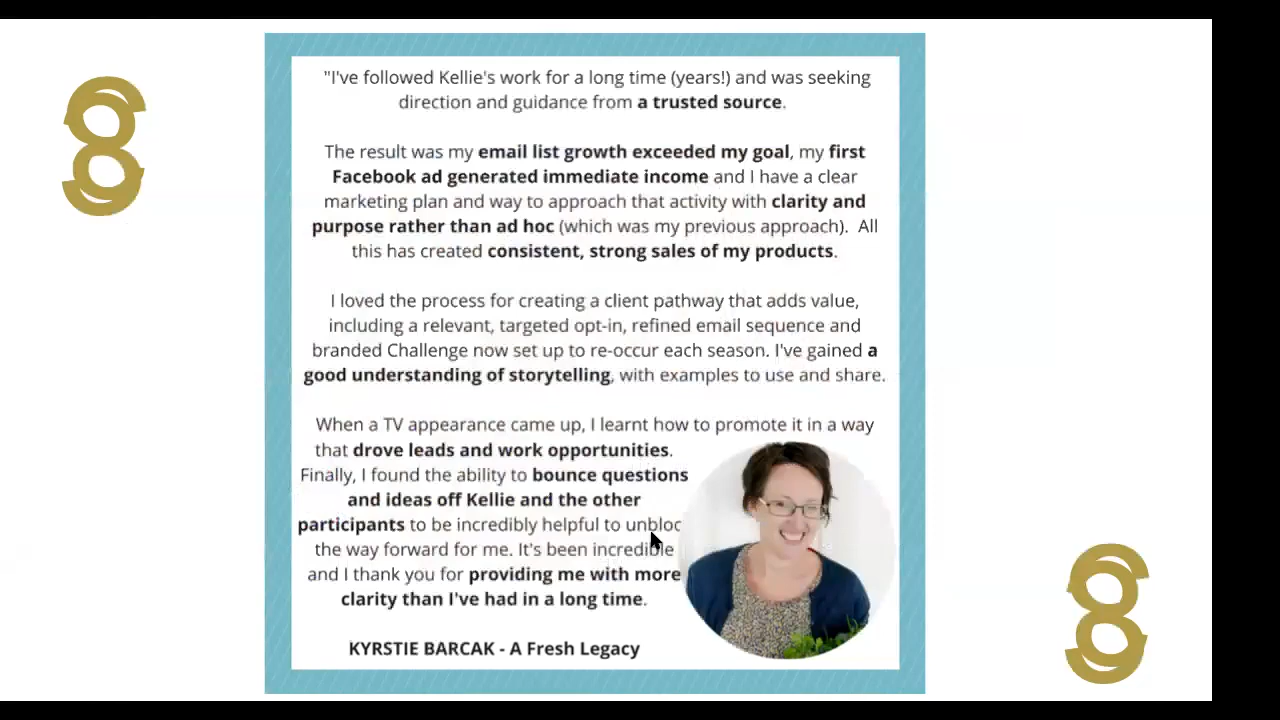 "I've followed Kellie's work for a long time (years!) and was seeking
direction and guidance from a trusted source.
The result was my email list growth exceeded my goal, my first
Facebook ad generated immediate income and I have a clear
marketing plan and way to approach that activity with clarity and
purpose rather than ad hoc (which was my previous approach).  All
this has created consistent, strong sales of my products.
I loved the process for creating a client pathway that adds value,
including a relevant, targeted opt-in, refined email sequence and
branded Challenge now set up to re-occur each season. I've gained a
good understanding of storytelling, with examples to use and share.
When a TV appearance came up, I learnt how to promote it in a way
that drove leads and work opportunities.
Finally, I found the ability to bounce questions
and ideas off Kellie and the other
participants to be incredibly helpful to unbloc
the way forward for me. It's been incredible
and I thank you for providing me with more
clarity than I've had in a long time.
KYRSTIE BARCAK - A Fresh Legacy